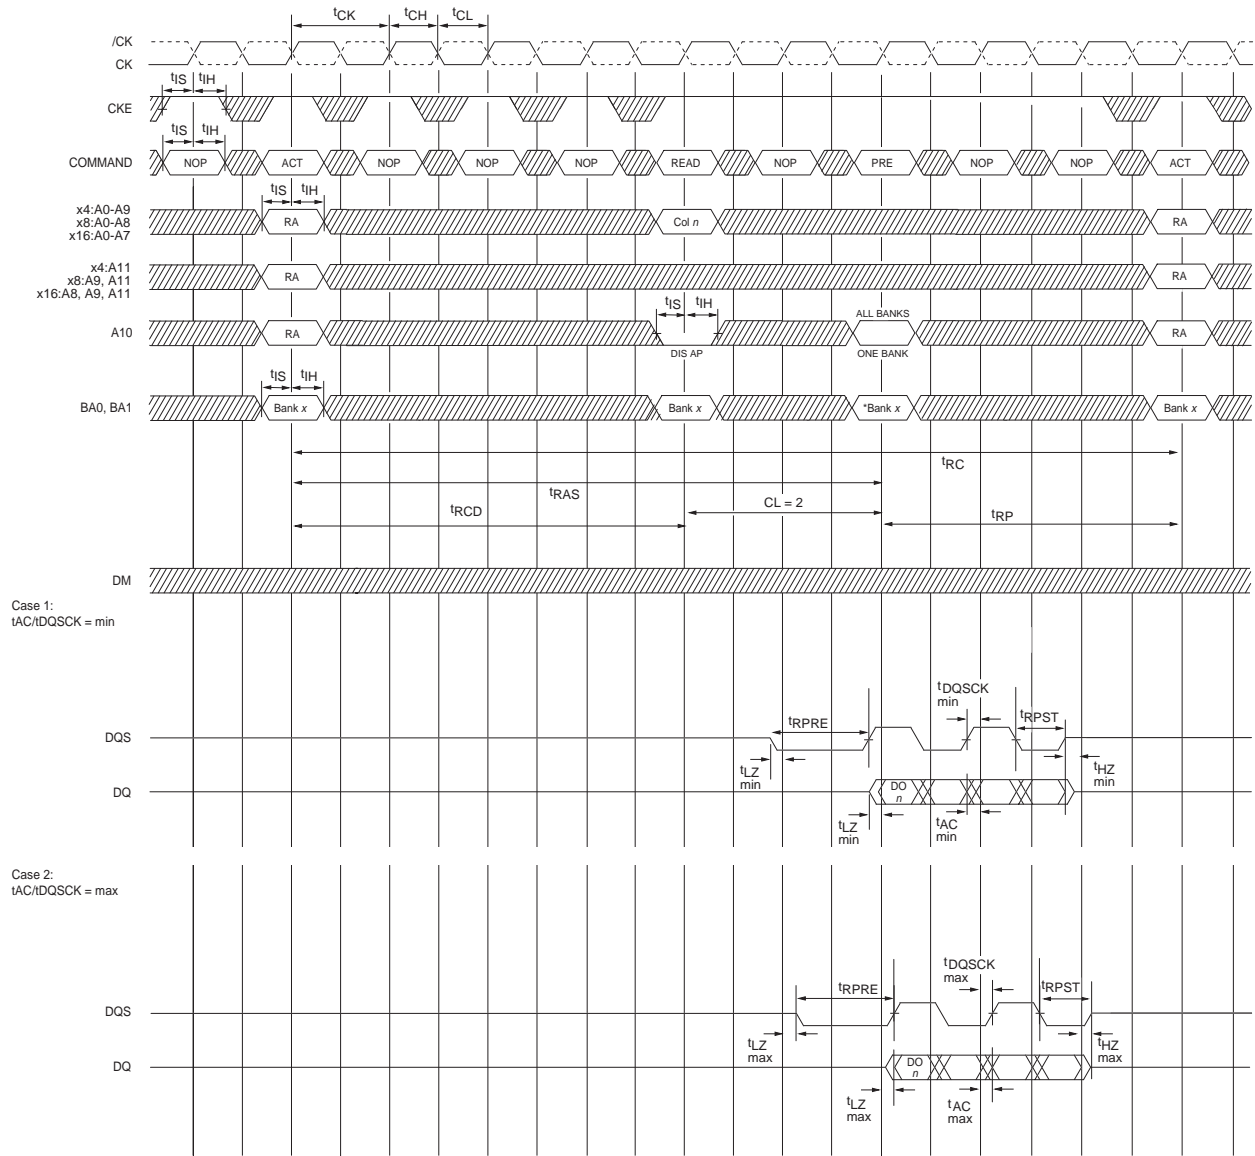 tCK tCH tCL
/CK
CK
tIS tIH
CKE
tIS tIH
COMMAND NOP ACT NOP NOP NOP READ NOP PRE NOP NOP ACT
tIS tIH
x4:A0-A9
x8:A0-A8
x16:A0-A7
RA Col n RA
x4:A11
x8:A9, A11
x16:A8, A9, A11
RA RA
tIS tIH
ALL BANKS
A10 RA RA
DIS AP ONE BANK
tIS tIH
BA0, BA1 Bank x Bank x *Bank x Bank x
tRC
tRAS
CL = 2
tRCD tRP
DM
Case 1:
tAC/tDQSCK = min
tDQSCK
min
tRPRE tRPST
DQS
tLZ
min
tHZ
min
DQ DO
n
tLZ
min
tAC
min
Case 2:
tAC/tDQSCK = max
tDQSCK
max
tRPRE tRPST
DQS
tLZ
max
tHZ
max
DQ DO
n
tLZ
max
tAC
max